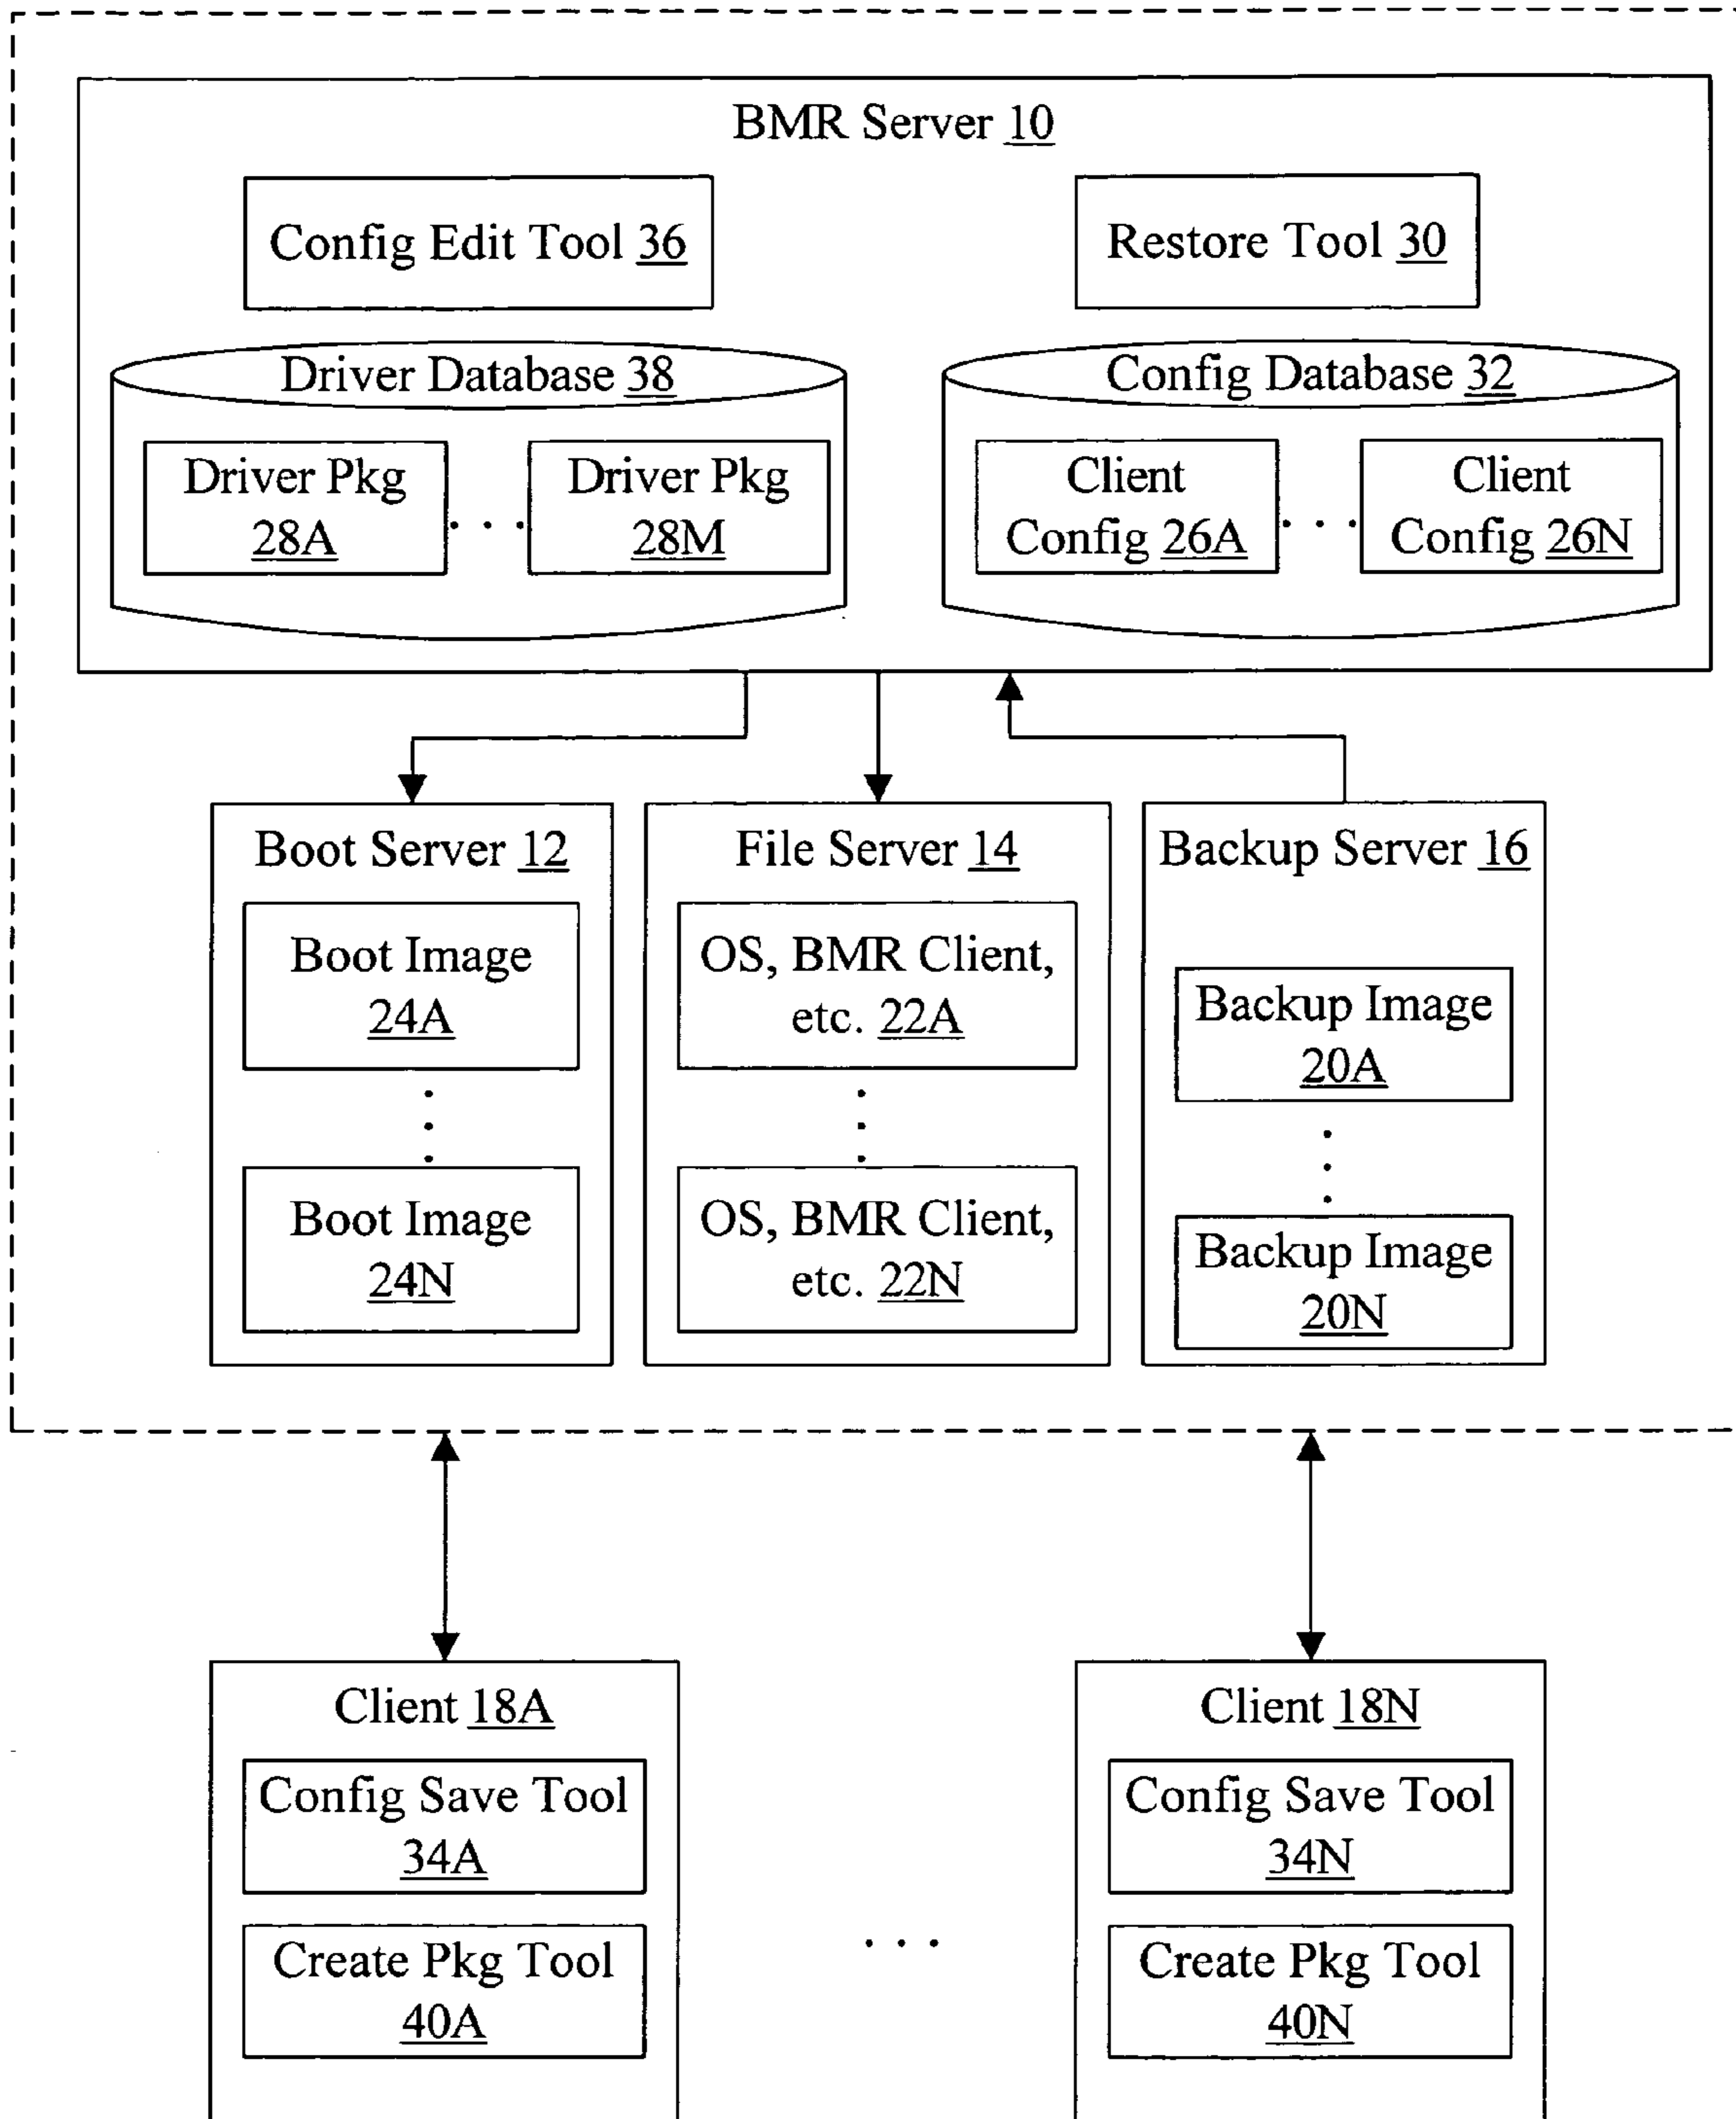 BMR Server 10
Config Edit Tool 36
Restore Tool 30
Driver Database 38
Driver Pkg
28A
. . .
Driver Pkg
28M
Config Database 32
Client
Config 26A
. . .
Client
Config 26N
Boot Server 12
Boot Image
24A
Boot Image
24N
File Server 14
OS, BMR Client,
etc. 22A
OS, BMR Client,
etc. 22N
Backup Server 16
Backup Image
20A
Backup Image
20N
Client 18A
Config Save Tool
34A
Create Pkg Tool
40A
. . .
Client 18N
Config Save Tool
34N
Create Pkg Tool
40N